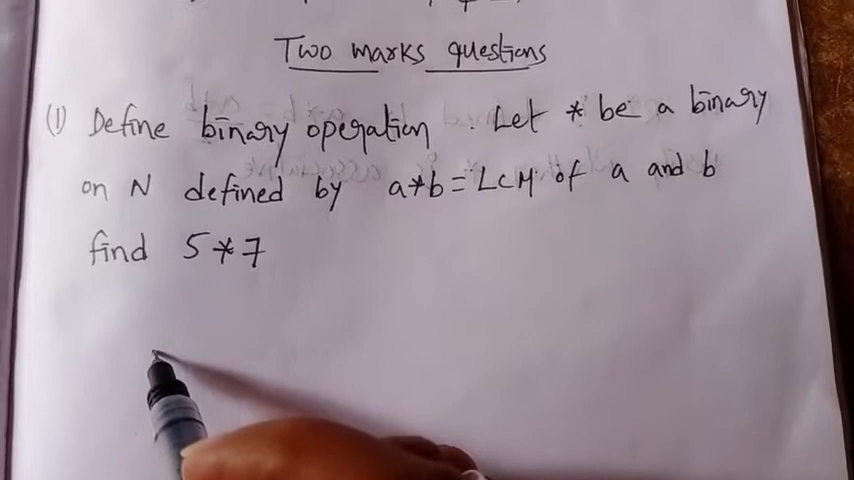 Two marks questions
(1) Define binary operation. Let * be a binary
on N defined by a*b = LCM of a and b
find 5*7